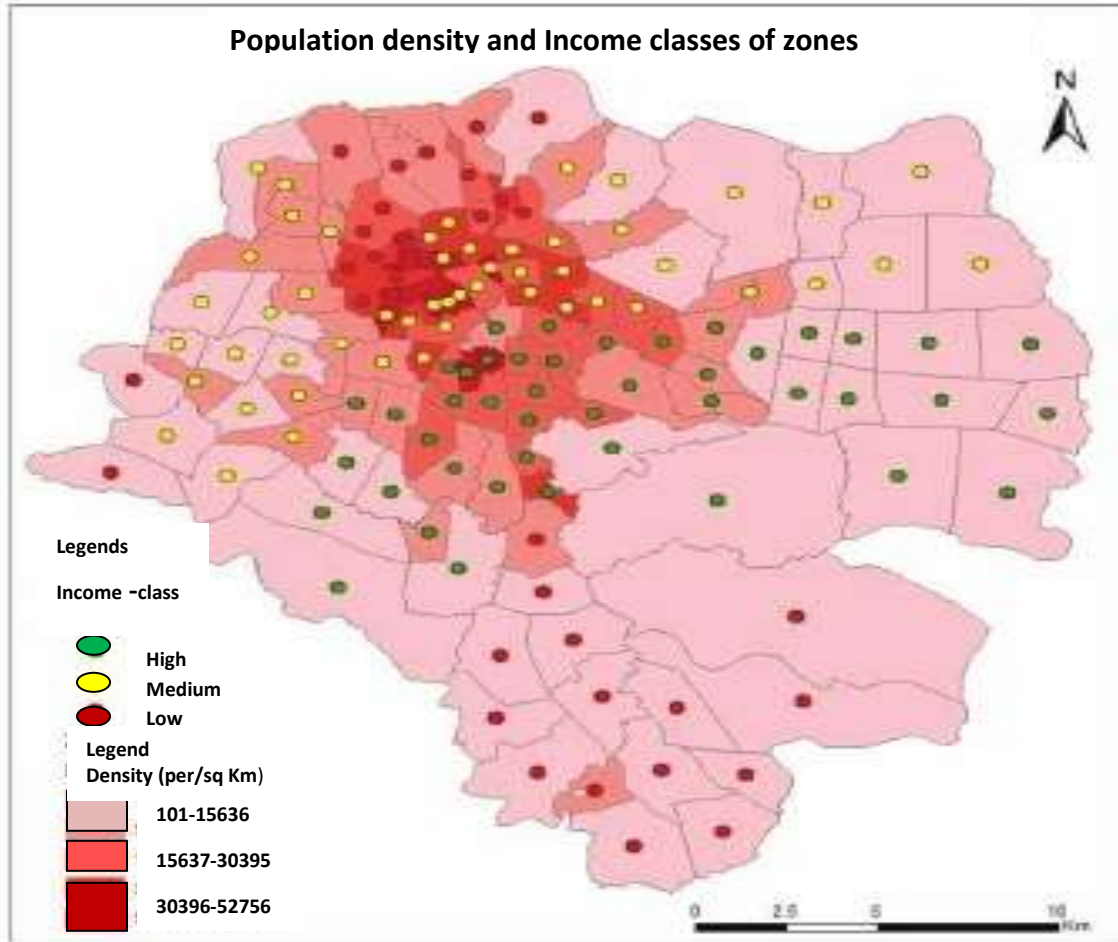 Population density and Income classes of zones
N
Legends
Income -class
High
Medium
Low
Legend
Density (per/sq Km)
101-15636
15637-30395
30396-52756
0 2.5 5 10
Km